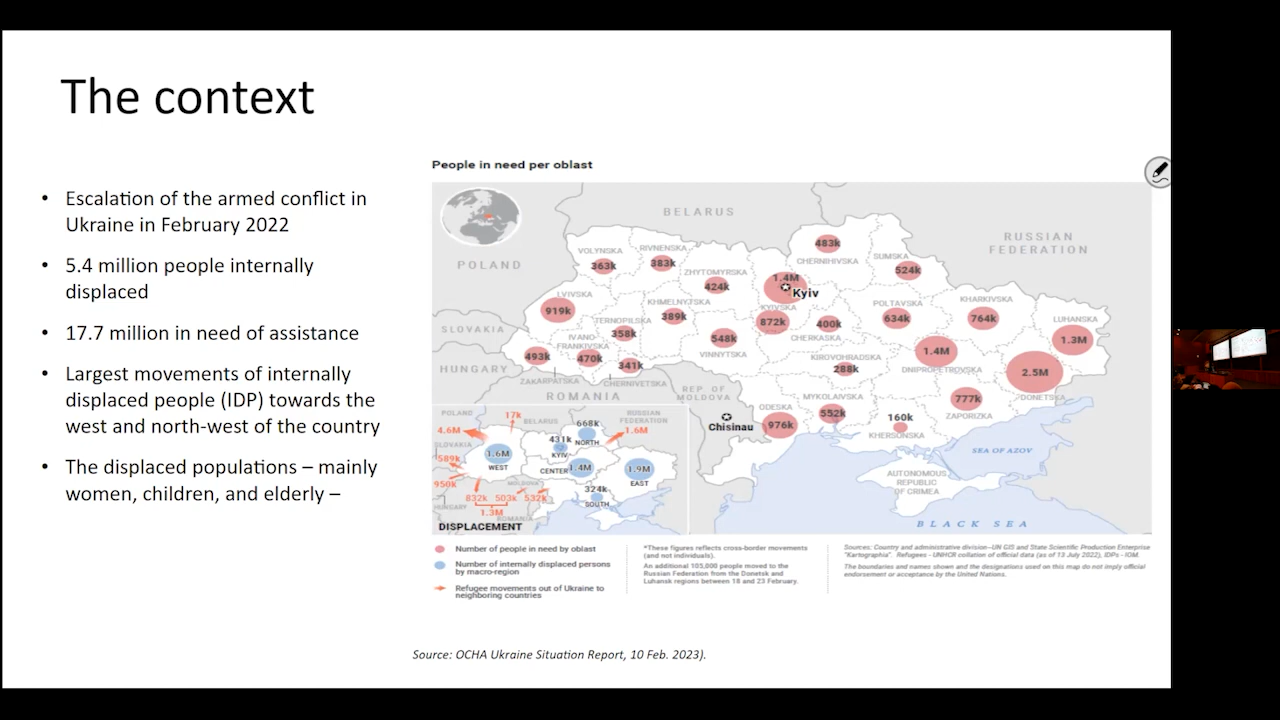 The context
• Escalation of the armed conflict in
Ukraine in February 2022
• 5.4 million people internally
displaced
• 17.7 million in need of assistance
• Largest movements of internally
displaced people (IDP) towards the
west and north-west of the country
• The displaced populations – mainly
women, children, and elderly –
People in need per oblast
BELARUS
RUSSIAN
FEDERATION
POLAND
SLOVAKIA
HUNGARY
ROMANIA
REP. OF
MOLDOVA
VOLYNSKA
363k
RIVNENSKA
383k
ZHYTOMYRSKA
424k
1.4M
Kyiv
KYIVSKA
872k
483k
CHERNIHIVSKA
SUMSKA
524k
LVIVSKA
919k
TERNOPILSKA
358k
KHMELNYTSKA
389k
548k
VINNYTSKA
400k
CHERKASKA
POLTAVSKA
634k
KHARKIVSKA
764k
LUHANSKA
1.3M
493k
ZAKARPATSKA
IVANO-
FRANKIVSKA
470k
341k
CHERNIVETSKA
KIROVOHRADSKA
288k
1.4M
DNIPROPETROVSKA
2.5M
DONETSKA
777k
ZAPORIZKA
MYKOLAIVSKA
552k
ODESKA
976k
160k
KHERSONSKA
Chisinau
SEA OF AZOV
AUTONOMOUS
REPUBLIC
OF CRIMEA
BLACK SEA
POLAND
4.6M
17k
BELARUS
668k
NORTH
RUSSIAN
FEDERATION
1.6M
SLOVAKIA
589k
1.6M
WEST
431k
KYIV
CENTER
1.4M
1.9M
EAST
950k
MOLDOVA
832k
503k
532k
1.3M
324k
SOUTH
HUNGARY
ROMANIA
DISPLACEMENT
Number of people in need by oblast
Number of internally displaced persons
by macro-region
Refugee movements out of Ukraine to
neighboring countries
*These figures reflects cross-border movements
(and not individuals).
An additional 105,000 people moved to the
Russian Federation from the Donetsk and
Luhansk regions between 18 and 23 February.
Sources: Country and administrative division--UN GIS and State Scientific Production Enterprise
"Kartographia". Refugees - UNHCR collation of official data (as of 13 July 2022), IDPs - IOM.
The boundaries and names shown and the designations used on this map do not imply official
endorsement or acceptance by the United Nations.
Source: OCHA Ukraine Situation Report, 10 Feb. 2023).